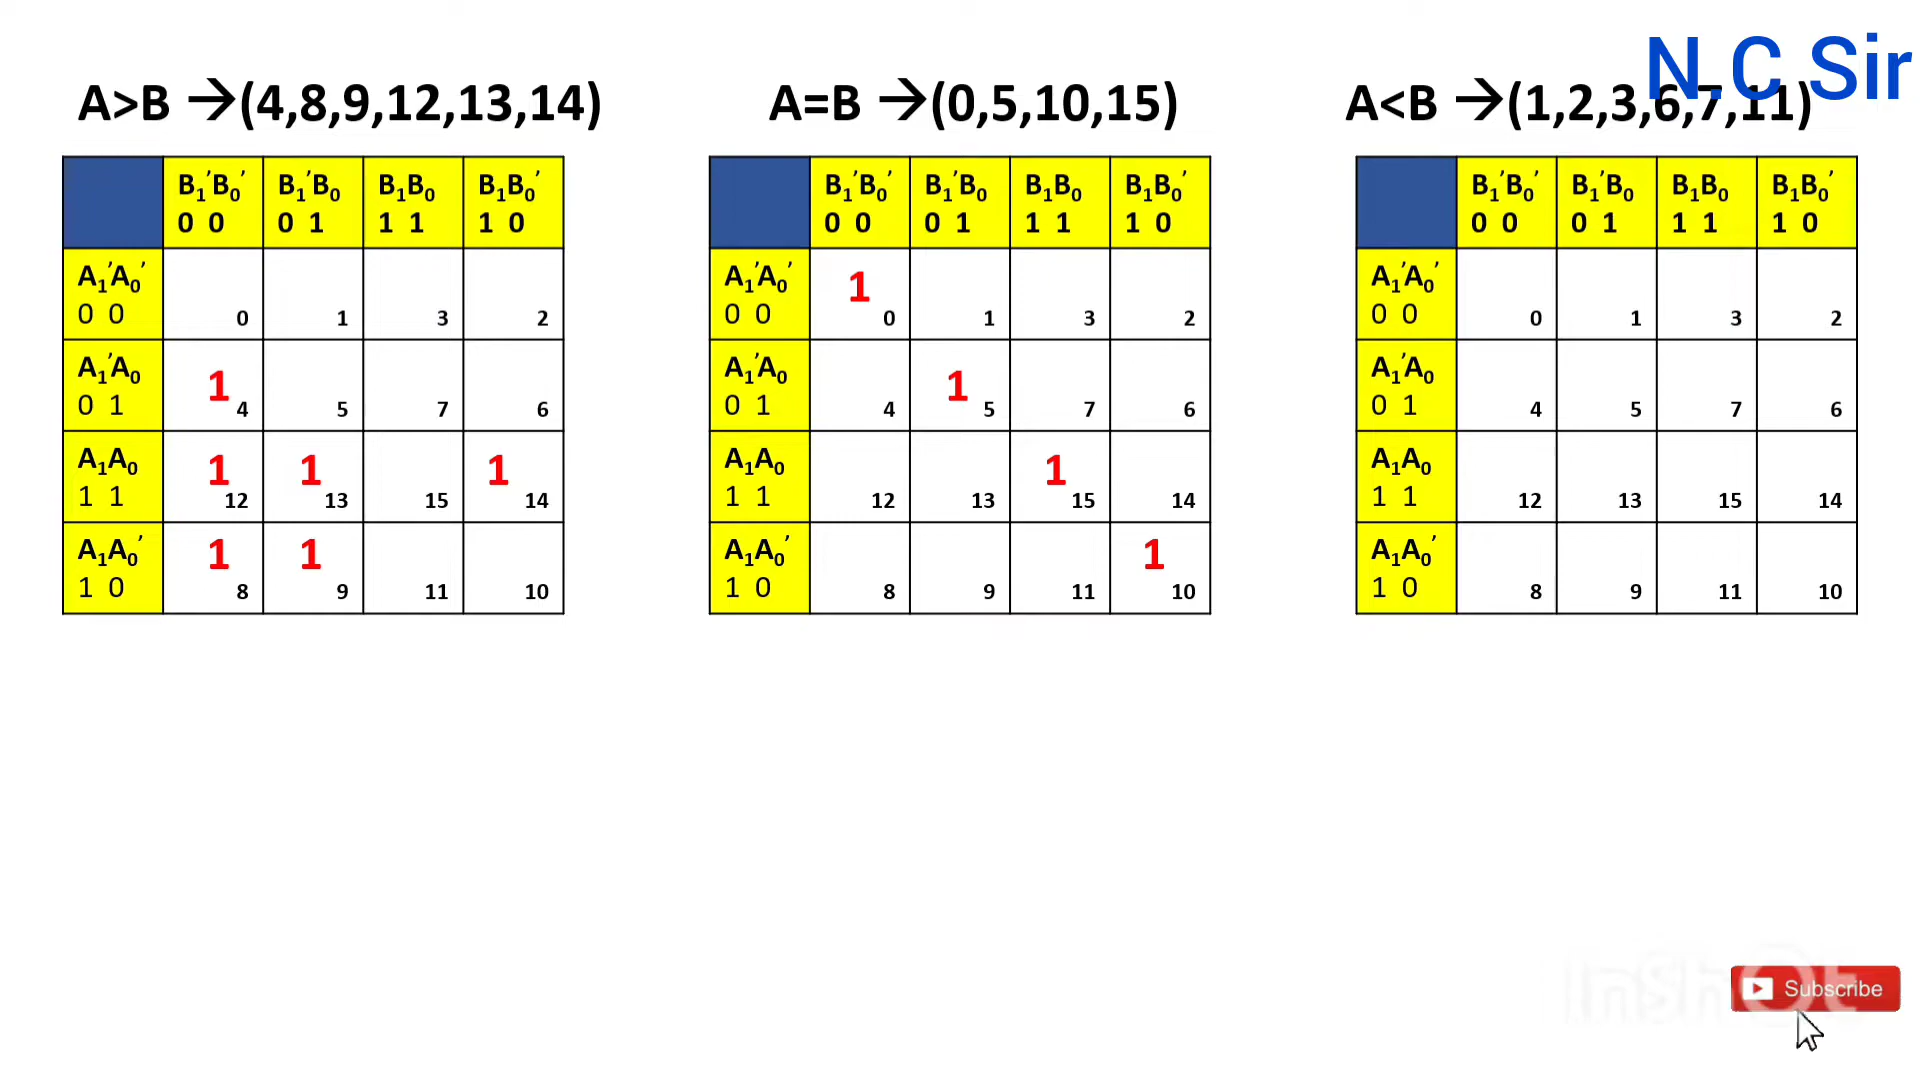 N.C Sir
A>B →(4,8,9,12,13,14)
A=B →(0,5,10,15)
A<B →(1,2,3,6,7,11)
B₁'B₀' B₁'B₀ B₁B₀ B₁B₀'
0 0 0 1 1 1 1 0
A₁'A₀'
0 0 0 1 3 2
A₁'A₀ 1
0 1 4 5 7 6
A₁A₀ 1 1 1
1 1 12 13 15 14
A₁A₀' 1 1
1 0 8 9 11 10
B₁'B₀' B₁'B₀ B₁B₀ B₁B₀'
0 0 0 1 1 1 1 0
A₁'A₀' 1
0 0 0 1 3 2
A₁'A₀ 1
0 1 4 5 7 6
A₁A₀ 1
1 1 12 13 15 14
A₁A₀' 1
1 0 8 9 11 10
B₁'B₀' B₁'B₀ B₁B₀ B₁B₀'
0 0 0 1 1 1 1 0
A₁'A₀'
0 0 0 1 3 2
A₁'A₀
0 1 4 5 7 6
A₁A₀
1 1 12 13 15 14
A₁A₀'
1 0 8 9 11 10
InShOt
Subscribe